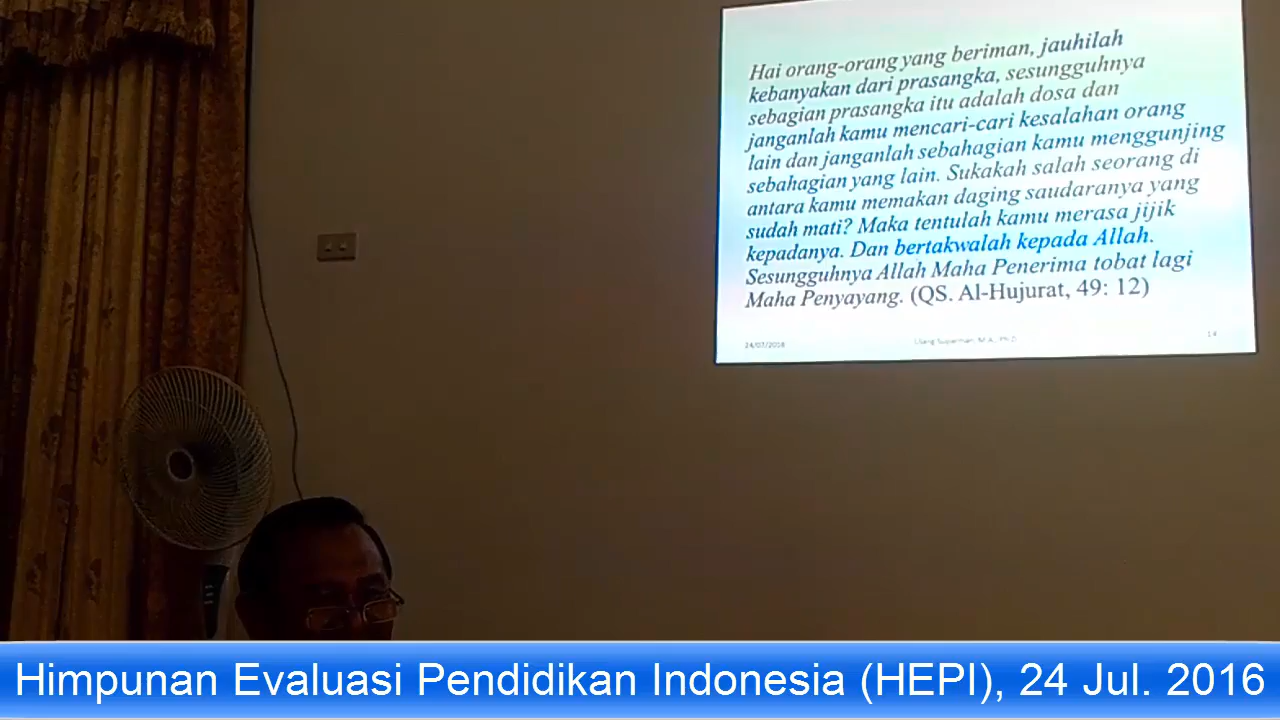 Hai orang-orang yang beriman, jauhilah
kebanyakan dari prasangka, sesungguhnya
sebagian prasangka itu adalah dosa dan
janganlah kamu mencari-cari kesalahan orang
lain dan janganlah sebahagian kamu menggunjing
sebahagian yang lain. Sukakah salah seorang di
antara kamu memakan daging saudaranya yang
sudah mati? Maka tentulah kamu merasa jijik
kepadanya. Dan bertakwalah kepada Allah.
Sesungguhnya Allah Maha Penerima tobat lagi
Maha Penyayang. (QS. Al-Hujurat, 49: 12)
24/07/2016
14
Himpunan Evaluasi Pendidikan Indonesia (HEPI), 24 Jul. 2016